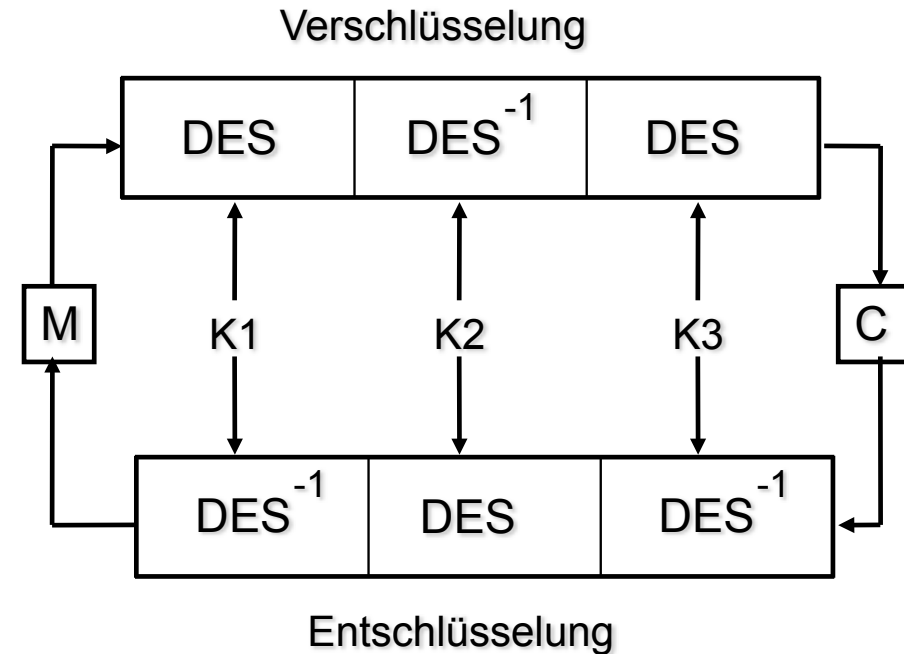 Verschlüsselung
DES DES⁻¹ DES
M K1 K2 K3 C
DES⁻¹ DES DES⁻¹
Entschlüsselung